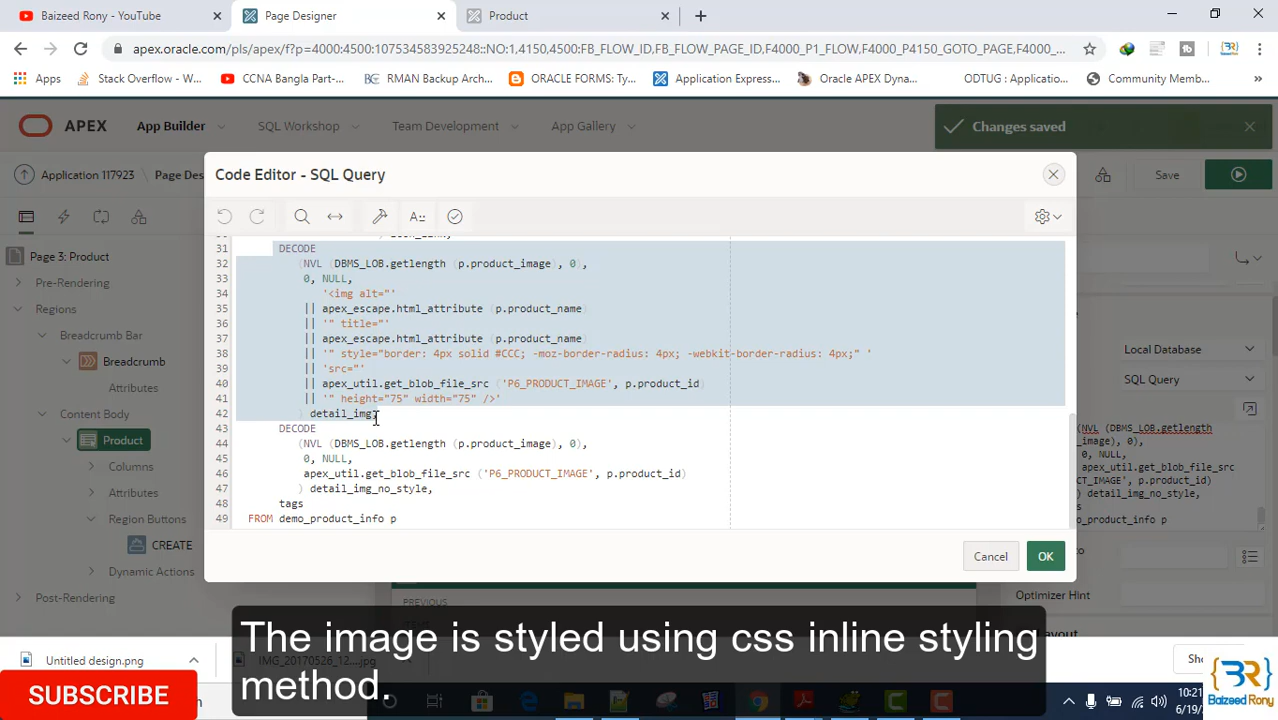 Baizeed Rony - YouTube
Page Designer
Product
apex.oracle.com/pls/apex/f?p=4000:4500:107534583925248::NO:1,4150,4500:FB_FLOW_ID,FB_FLOW_PAGE_ID,F4000_P1_FLOW,F4000_P4150_GOTO_PAGE,F4000_...
Apps
Stack Overflow - W...
CCNA Bangla Part-...
RMAN Backup Arch...
ORACLE FORMS: Ty...
Application Express...
Oracle APEX Dyna...
ODTUG : Applicatio...
Community Memb...
APEX
App Builder
SQL Workshop
Team Development
App Gallery
Changes saved
Application 117923
Page Des
Save
Code Editor - SQL Query
Page 3: Product
Pre-Rendering
Regions
Breadcrumb Bar
Breadcrumb
Attributes
Content Body
Product
Columns
Attributes
Region Buttons
CREATE
Dynamic Actions
Post-Rendering
31 DECODE
32 (NVL (DBMS_LOB.getlength (p.product_image), 0),
33 0, NULL,
34 '<img alt="'
35 || apex_escape.html_attribute (p.product_name)
36 || '" title="'
37 || apex_escape.html_attribute (p.product_name)
38 || '" style="border: 4px solid #CCC; -moz-border-radius: 4px; -webkit-border-radius: 4px;" '
39 || 'src="'
40 || apex_util.get_blob_file_src ('P6_PRODUCT_IMAGE', p.product_id)
41 || '" height="75" width="75" />'
42 ) detail_img,
43 DECODE
44 (NVL (DBMS_LOB.getlength (p.product_image), 0),
45 0, NULL,
46 apex_util.get_blob_file_src ('P6_PRODUCT_IMAGE', p.product_id)
47 ) detail_img_no_style,
48 tags
49 FROM demo_product_info p
Cancel
OK
Local Database
SQL Query
(NVL (DBMS_LOB.getlength
Optimizer Hint
PREVIOUS
The image is styled using css inline styling
method.
Untitled design.png
SUBSCRIBE
Baizeed Rony